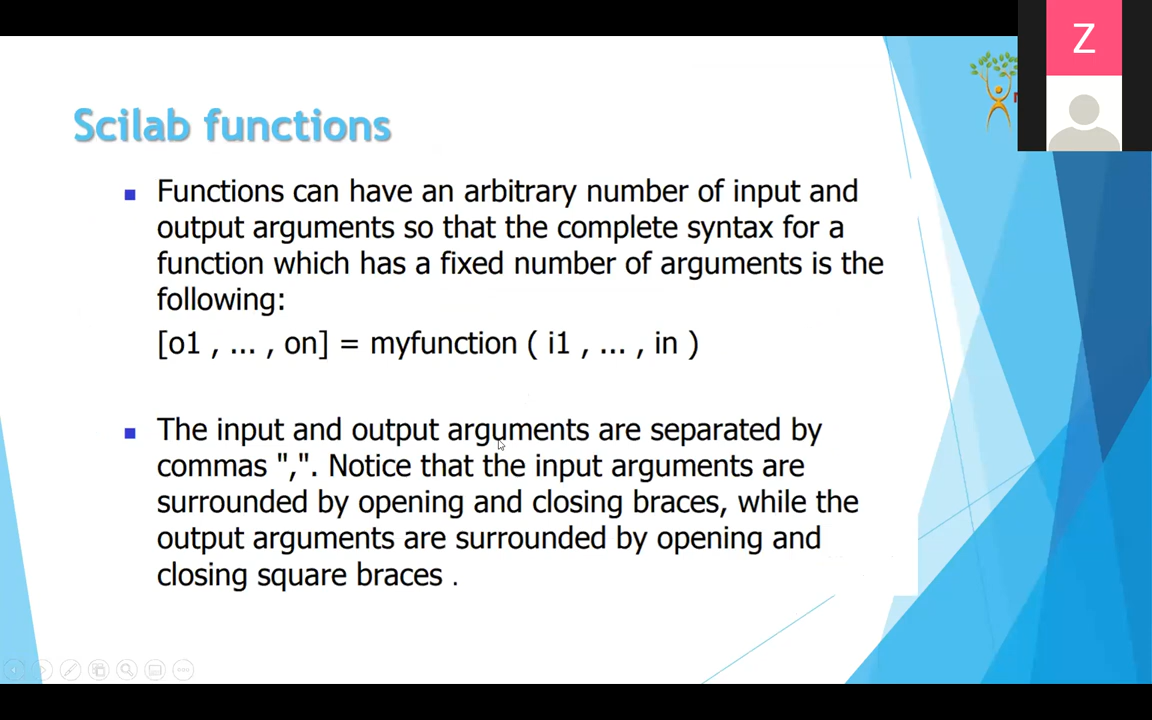 Z
Scilab functions
Functions can have an arbitrary number of input and
output arguments so that the complete syntax for a
function which has a fixed number of arguments is the
following:
[o1 , ... , on] = myfunction ( i1 , ... , in )
The input and output arguments are separated by
commas ",". Notice that the input arguments are
surrounded by opening and closing braces, while the
output arguments are surrounded by opening and
closing square braces .